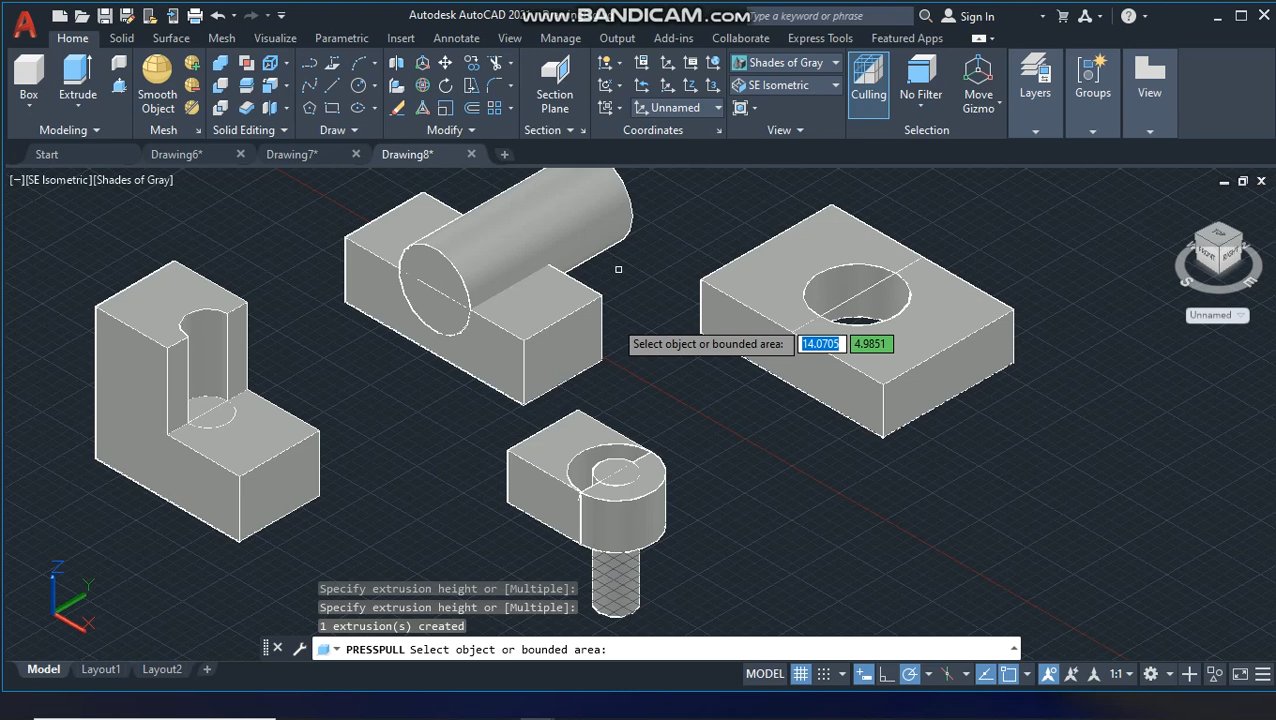 Autodesk AutoCAD 202
www.BANDICAM.com
Type a keyword or phrase
Sign In
Home
Solid
Surface
Mesh
Visualize
Parametric
Insert
Annotate
View
Manage
Output
Add-ins
Collaborate
Express Tools
Featured Apps
Box
Extrude
Smooth
Object
Section
Plane
Shades of Gray
SE Isometric
Unnamed
Culling
No Filter
Move
Gizmo
Layers
Groups
View
Modeling
Mesh
Solid Editing
Draw
Modify
Section
Coordinates
View
Selection
Start
Drawing6*
Drawing7*
Drawing8*
[−][SE Isometric][Shades of Gray]
TOP
RIGHT
Unnamed
Select object or bounded area:
14.0705
4.9851
Z
Y
X
Specify extrusion height or [Multiple]:
Specify extrusion height or [Multiple]:
1 extrusion(s) created
PRESSPULL Select object or bounded area:
Model
Layout1
Layout2
MODEL
1:1